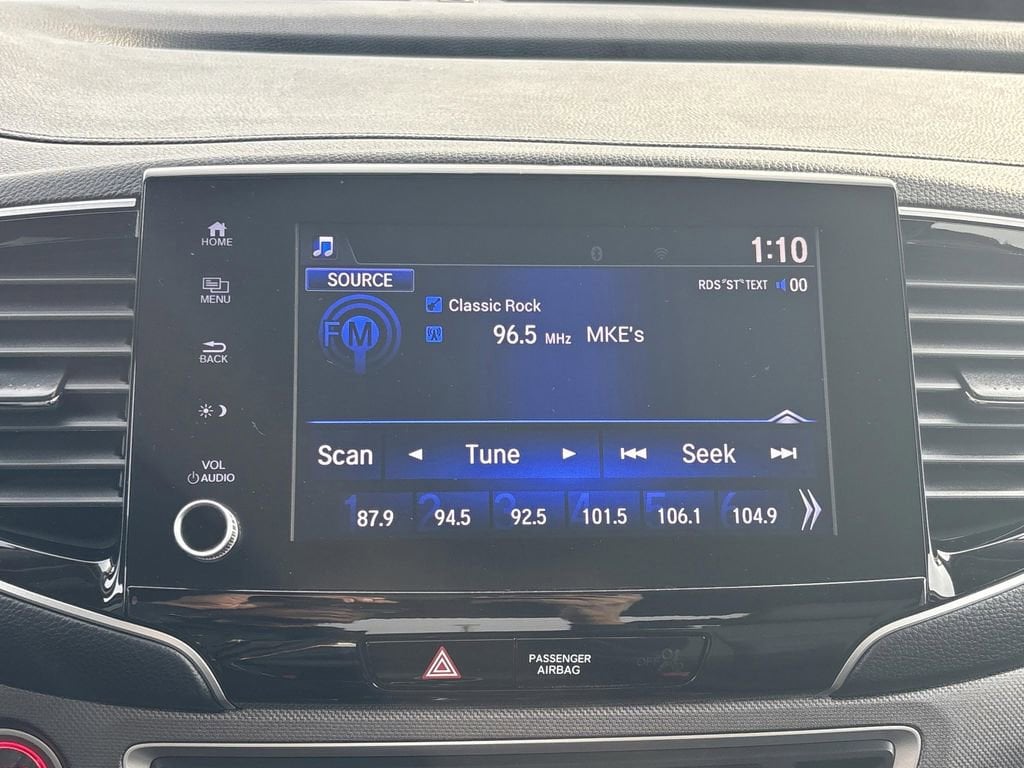 HOME
MENU
BACK
VOL
AUDIO
1:10
SOURCE
RDS ST TEXT 00
FM
Classic Rock
96.5 MHz MKE's
Scan Tune Seek
1 87.9 2 94.5 3 92.5 4 101.5 5 106.1 6 104.9
PASSENGER
AIRBAG
OFF